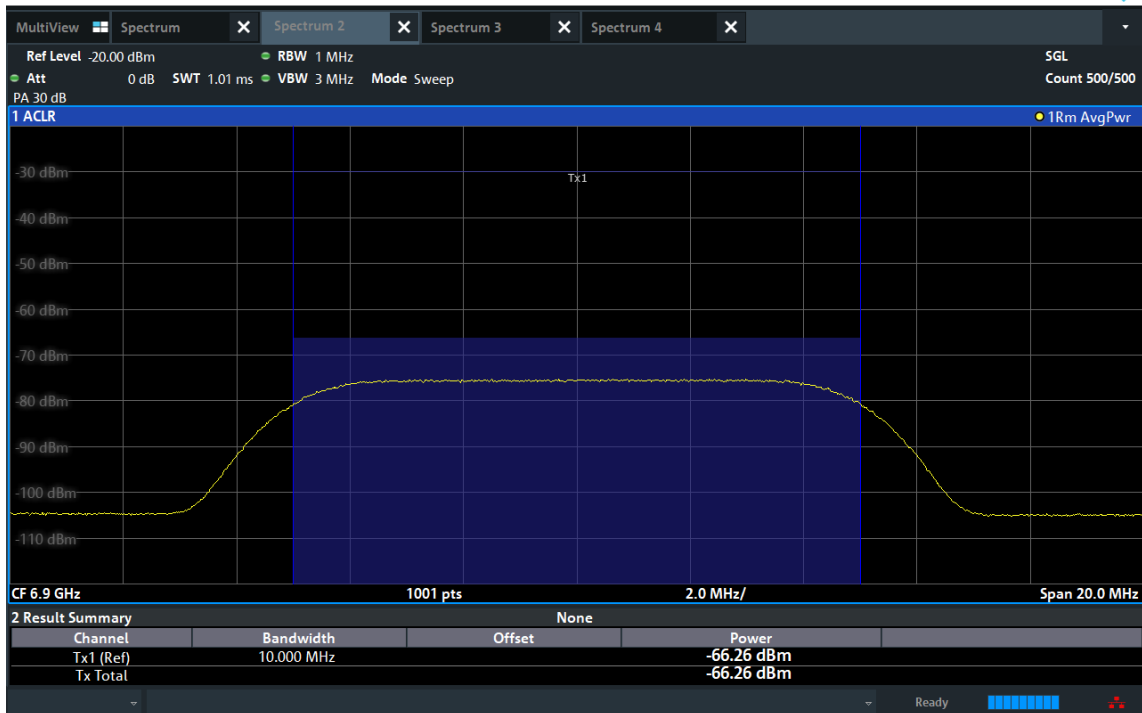 MultiView Spectrum Spectrum 2 Spectrum 3 Spectrum 4
Ref Level -20.00 dBm RBW 1 MHz SGL
Att 0 dB SWT 1.01 ms VBW 3 MHz Mode Sweep Count 500/500
PA 30 dB
1 ACLR 1Rm AvgPwr
-30 dBm
Tx1
-40 dBm
-50 dBm
-60 dBm
-70 dBm
-80 dBm
-90 dBm
-100 dBm
-110 dBm
CF 6.9 GHz 1001 pts 2.0 MHz/ Span 20.0 MHz
2 Result Summary None
Channel Bandwidth Offset Power
Tx1 (Ref) 10.000 MHz -66.26 dBm
Tx Total -66.26 dBm
Ready